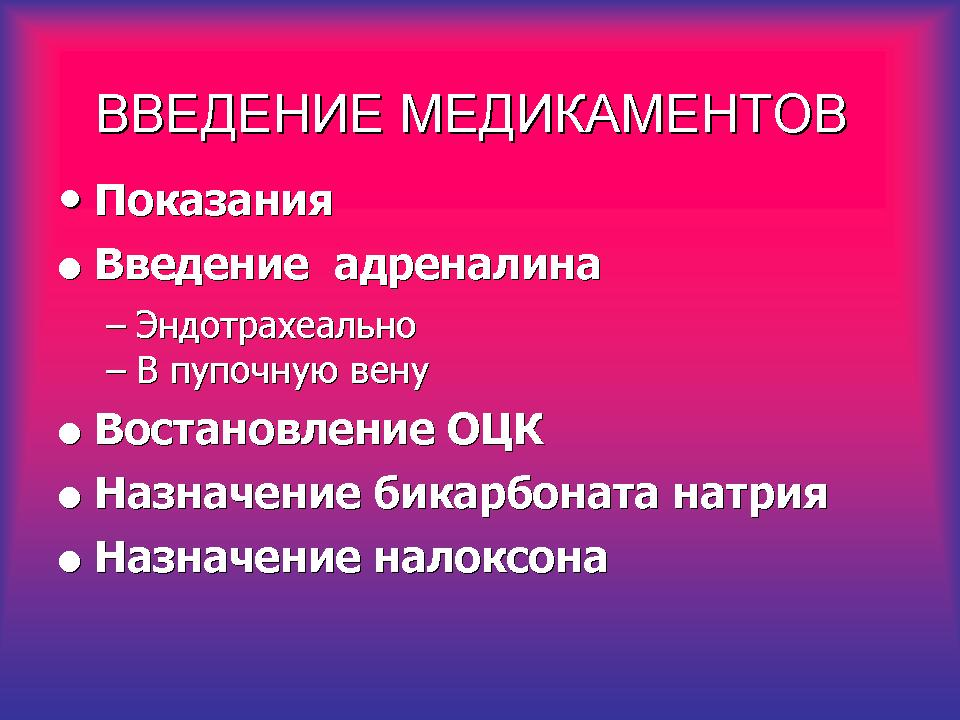 ВВЕДЕНИЕ МЕДИКАМЕНТОВ
• Показания
• Введение адреналина
– Эндотрахеально
– В пупочную вену
• Востановление ОЦК
• Назначение бикарбоната натрия
• Назначение налоксона